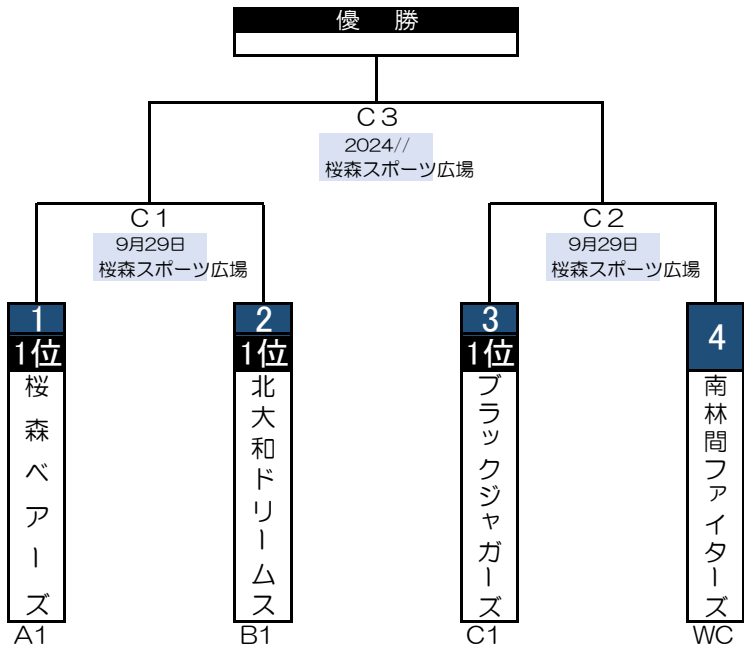 優　勝
C3
2024//
桜森スポーツ広場
C1
9月29日
桜森スポーツ広場
C2
9月29日
桜森スポーツ広場
1
1位
桜森ベアーズ
A1
2
1位
北大和ドリームス
B1
3
1位
ブラックジャガーズ
C1
4
南林間ファイターズ
WC